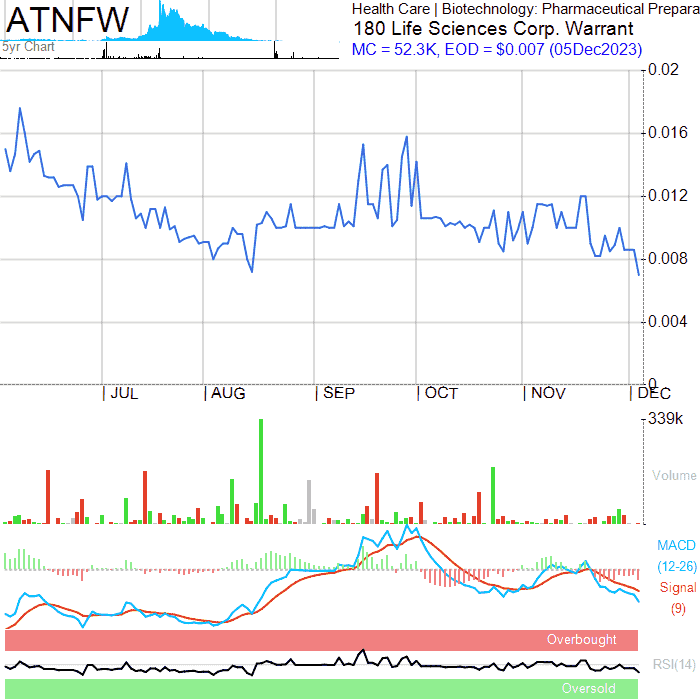 ATNFW
5yr Chart
Health Care | Biotechnology: Pharmaceutical Prepara
180 Life Sciences Corp. Warrant
MC = 52.3K, EOD = $0.007 (05Dec2023)
0.02
0.016
0.012
0.008
0.004
0
JUL
AUG
SEP
OCT
NOV
DEC
339k
Volume
MACD
(12-26)
Signal
(9)
Overbought
RSI(14)
Oversold